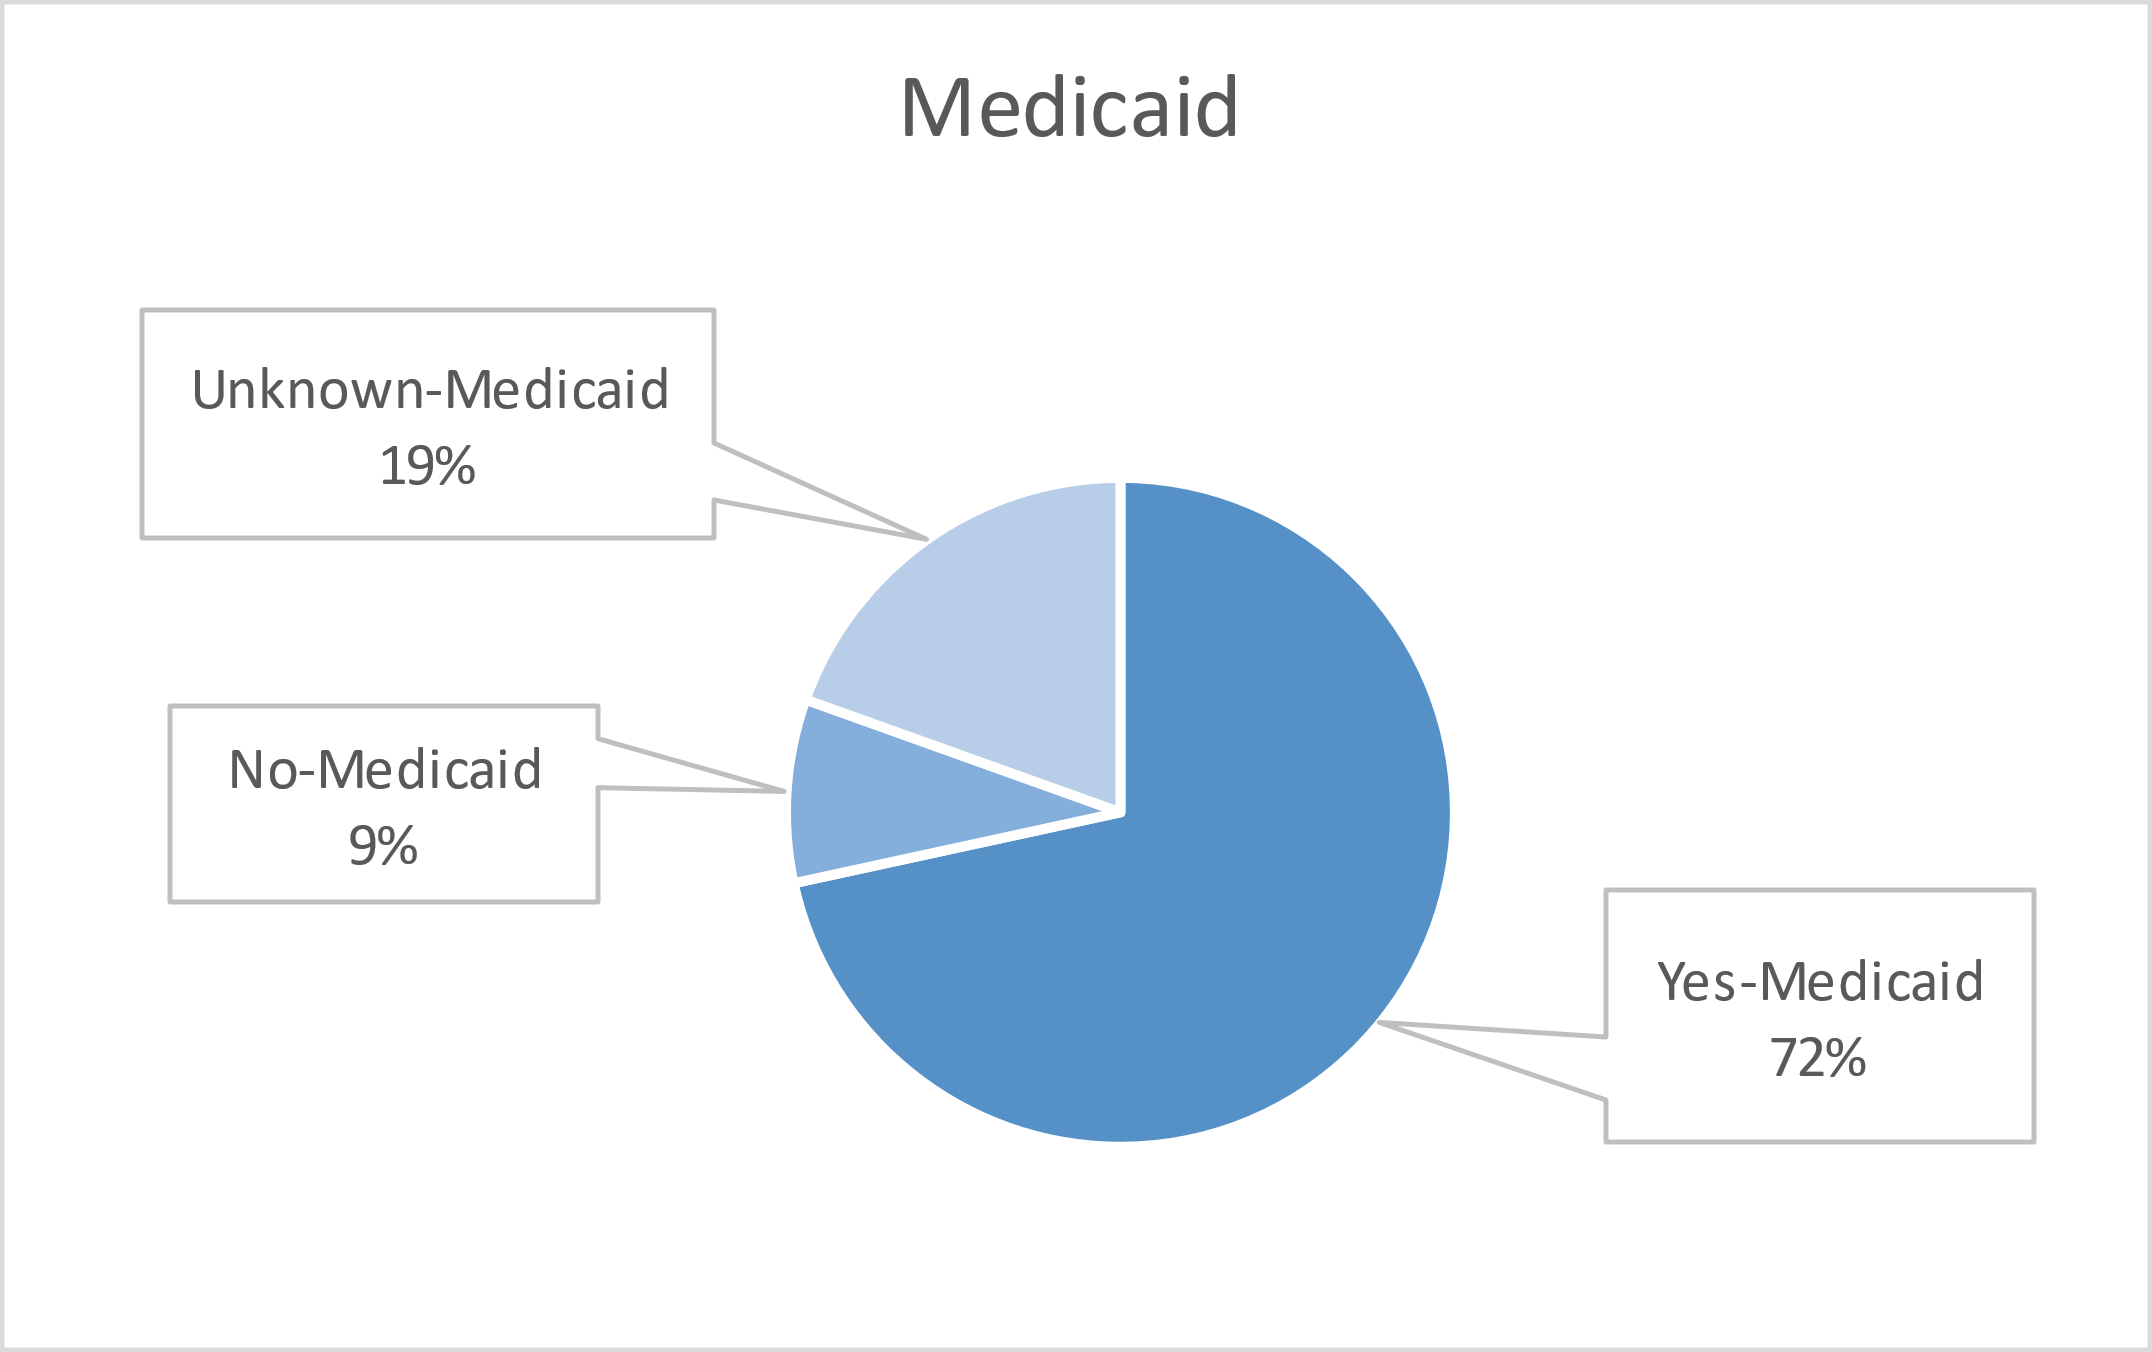 Medicaid
Unknown-Medicaid
19%
No-Medicaid
9%
Yes-Medicaid
72%